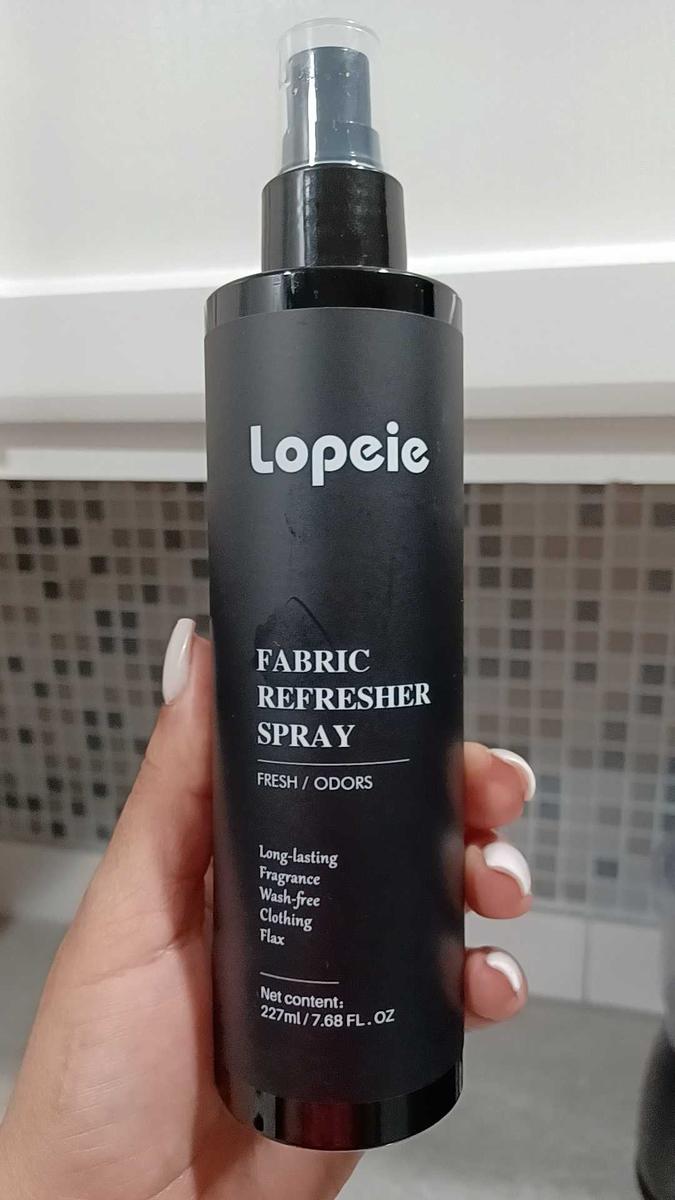 Lopeie
FABRIC
REFRESHER
SPRAY
FRESH / ODORS
Long-lasting
Fragrance
Wash-free
Clothing
Flax
Net content:
227ml / 7.68 FL. OZ